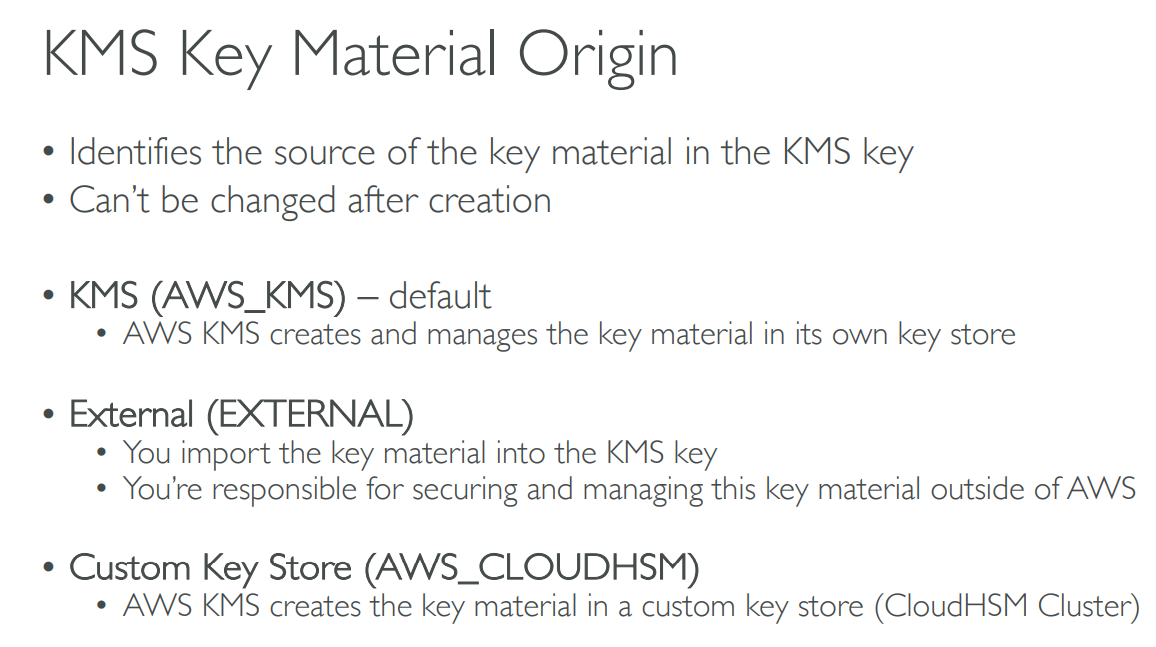 KMS Key Material Origin
• Identifies the source of the key material in the KMS key
• Can’t be changed after creation
• KMS (AWS_KMS) – default
• AWS KMS creates and manages the key material in its own key store
• External (EXTERNAL)
• You import the key material into the KMS key
• You’re responsible for securing and managing this key material outside of AWS
• Custom Key Store (AWS_CLOUDHSM)
• AWS KMS creates the key material in a custom key store (CloudHSM Cluster)